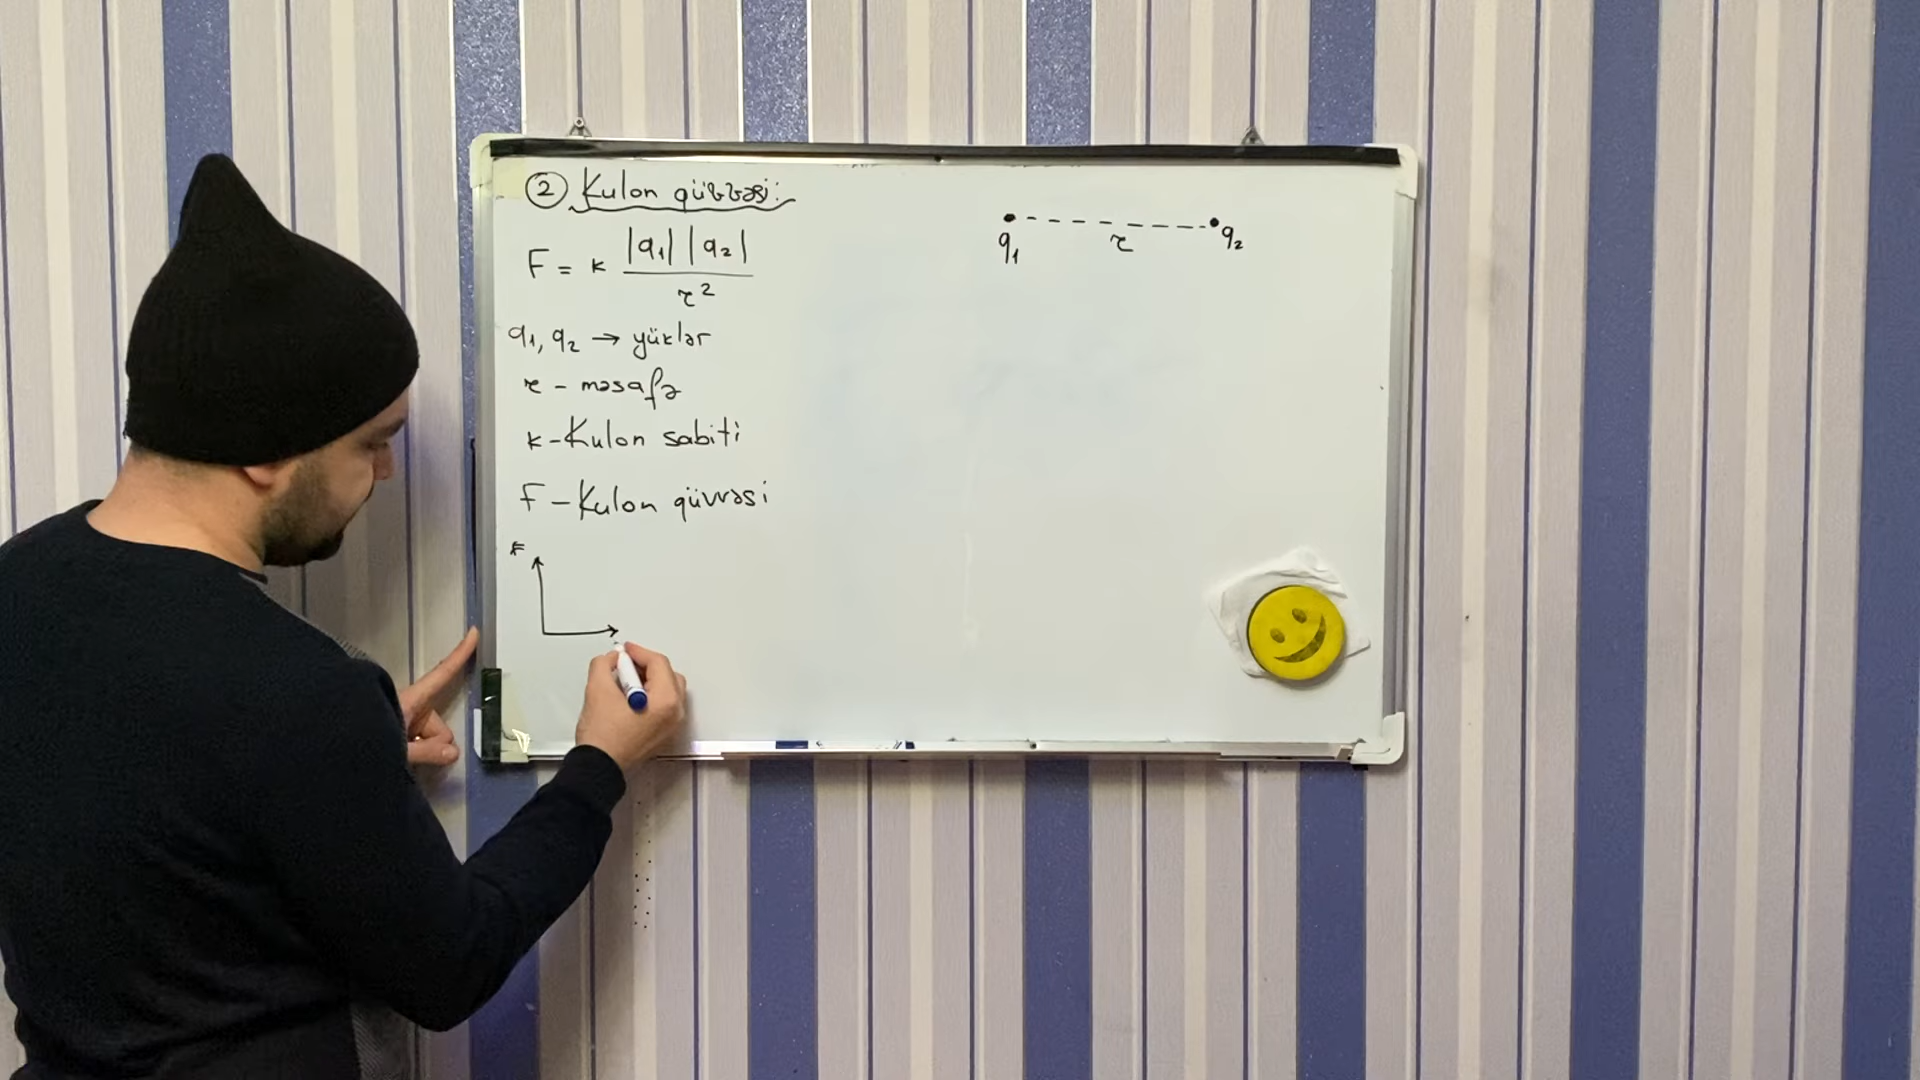 ② Kulon qüvvəsi:
F = k |q₁| |q₂| / r²
q₁, q₂ → yüklər
r - məsafə
k - Kulon sabiti
F - Kulon qüvvəsi
F
q₁ r q₂